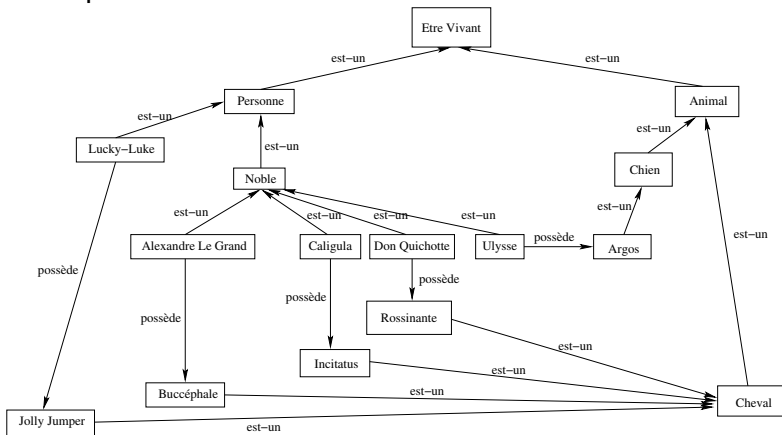 Etre Vivant
est-un
est-un
Personne
Animal
est-un
est-un
Lucky-Luke
est-un
Chien
Noble
est-un
est-un
est-un
est-un
est-un
est-un
Alexandre Le Grand
Caligula
Don Quichotte
Ulysse
possède
Argos
possède
possède
possède
possède
Rossinante
est-un
Incitatus
est-un
Buccéphale
est-un
Cheval
Jolly Jumper
est-un